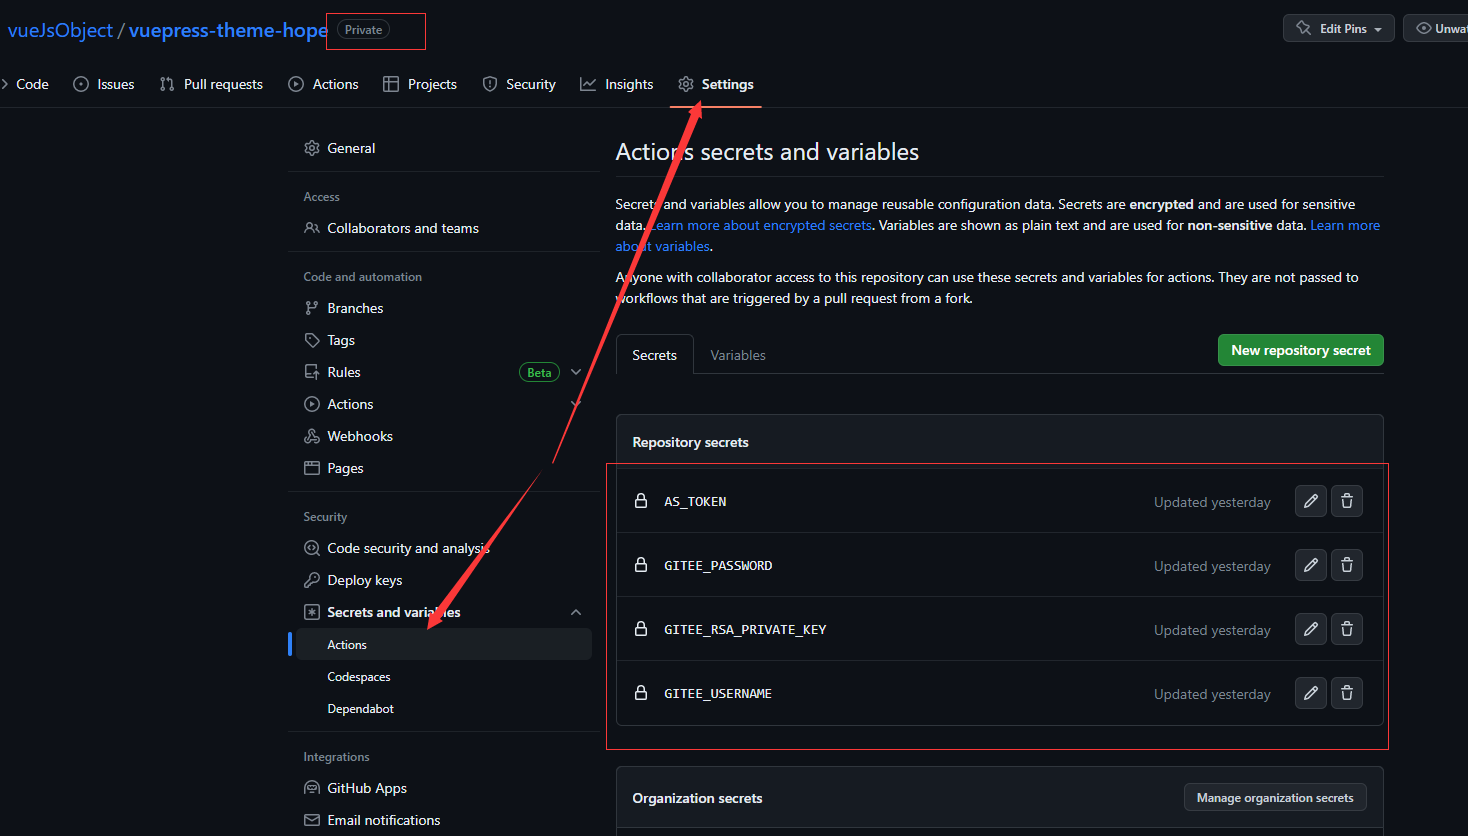 vueJsObject / vuepress-theme-hope Private
Edit Pins
Code Issues Pull requests Actions Projects Security Insights Settings
General
Access
Collaborators and teams
Code and automation
Branches
Tags
Rules Beta
Actions
Webhooks
Pages
Security
Code security and analysis
Deploy keys
Secrets and variables
Actions
Codespaces
Dependabot
Integrations
GitHub Apps
Email notifications
Actions secrets and variables
Secrets and variables allow you to manage reusable configuration data. Secrets are encrypted and are used for sensitive
data. Learn more about encrypted secrets. Variables are shown as plain text and are used for non-sensitive data. Learn more
about variables.
Anyone with collaborator access to this repository can use these secrets and variables for actions. They are not passed to
workflows that are triggered by a pull request from a fork.
Secrets Variables New repository secret
Repository secrets
AS_TOKEN Updated yesterday
GITEE_PASSWORD Updated yesterday
GITEE_RSA_PRIVATE_KEY Updated yesterday
GITEE_USERNAME Updated yesterday
Organization secrets Manage organization secrets